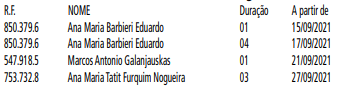 R.F. NOME Duração A partir de
850.379.6 Ana Maria Barbieri Eduardo 01 15/09/2021
850.379.6 Ana Maria Barbieri Eduardo 04 17/09/2021
547.918.5 Marcos Antonio Galanjauskas 01 21/09/2021
753.732.8 Ana Maria Tatit Furquim Nogueira 03 27/09/2021